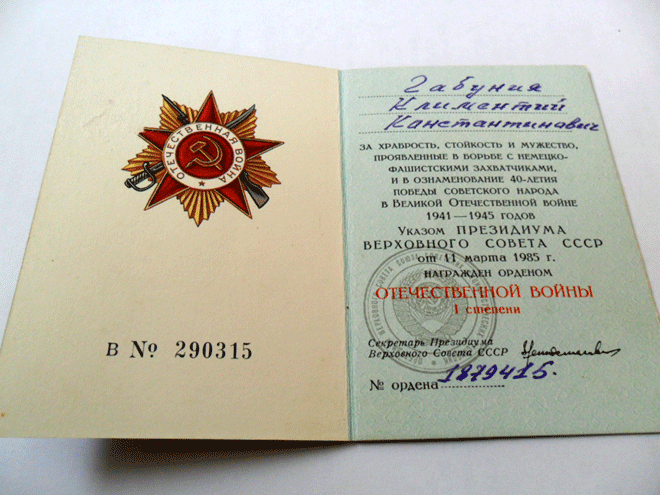 ОТЕЧЕСТВЕННАЯ ВОЙНА
В № 290315
Габуния
Климантий
Канстантинавич
ЗА ХРАБРОСТЬ, СТОЙКОСТЬ И МУЖЕСТВО,
ПРОЯВЛЕННЫЕ В БОРЬБЕ С НЕМЕЦКО-
ФАШИСТСКИМИ ЗАХВАТЧИКАМИ,
И В ОЗНАМЕНОВАНИЕ 40-ЛЕТИЯ
ПОБЕДЫ СОВЕТСКОГО НАРОДА
В ВЕЛИКОЙ ОТЕЧЕСТВЕННОЙ ВОЙНЕ
1941—1945 ГОДОВ
УКАЗОМ ПРЕЗИДИУМА
ВЕРХОВНОГО СОВЕТА СССР
от 11 марта 1985 г.
НАГРАЖДЕН ОРДЕНОМ
ОТЕЧЕСТВЕННОЙ ВОЙНЫ
I степени
Секретарь Президиума
Верховного Совета СССР
№ ордена 1879415.